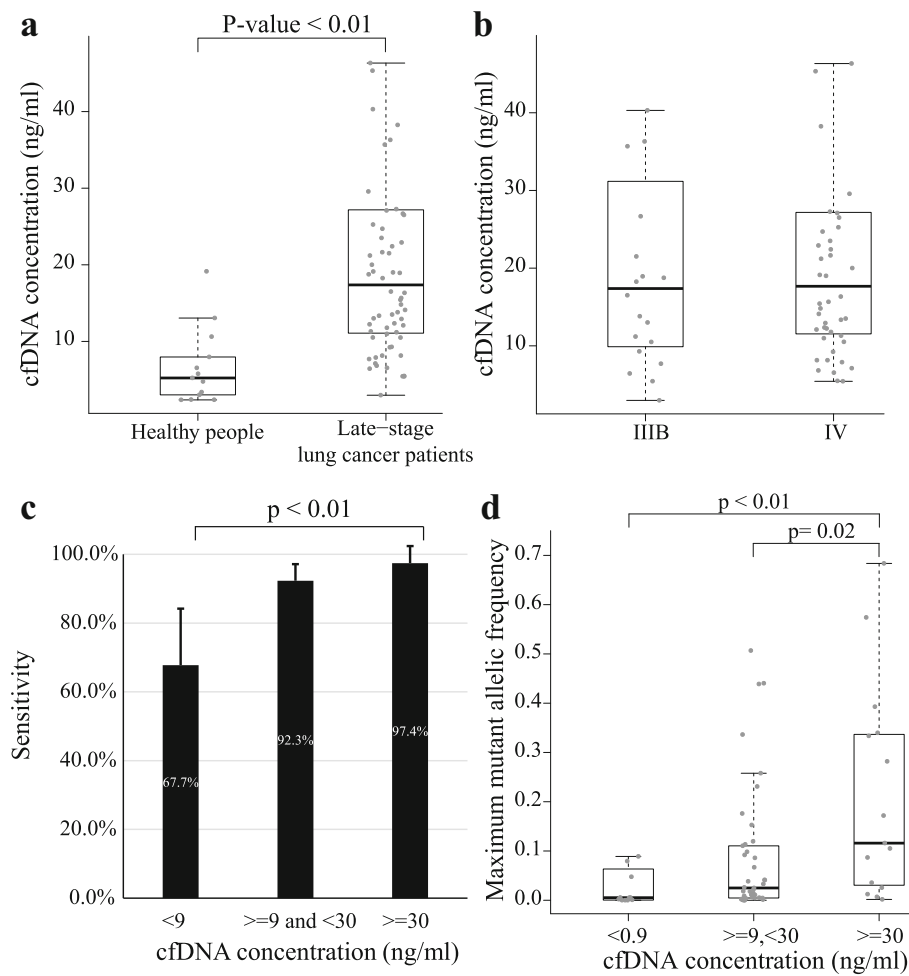 a
P-value < 0.01
cfDNA concentration (ng/ml)
40
30
20
10
Healthy people
Late−stage
lung cancer patients
b
cfDNA concentration (ng/ml)
40
30
20
10
IIIB
IV
c
p < 0.01
Sensitivity
100.0%
80.0%
60.0%
40.0%
20.0%
0.0%
67.7%
92.3%
97.4%
<9
>=9 and <30
>=30
cfDNA concentration (ng/ml)
d
p < 0.01
p= 0.02
Maximum mutant allelic frequency
0.7
0.6
0.5
0.4
0.3
0.2
0.1
0.0
<0.9
>=9,<30
>=30
cfDNA concentration (ng/ml)